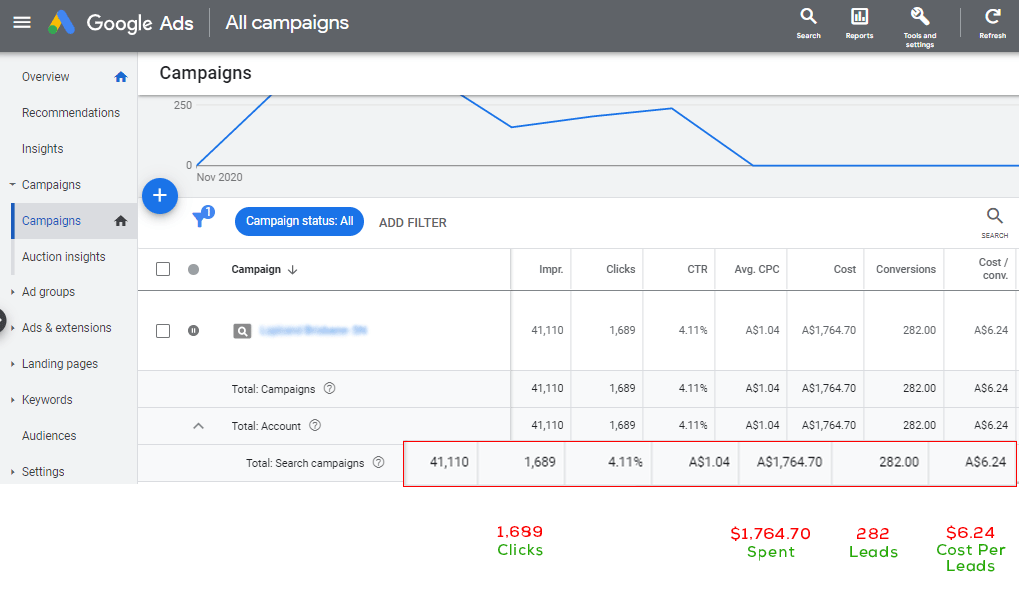 Google Ads All campaigns Search Reports Tools and settings Refresh
Overview
Recommendations
Insights
Campaigns
Campaigns
Auction insights
Ad groups
Ads & extensions
Landing pages
Keywords
Audiences
Settings
Campaigns
250
0
Nov 2020
1
Campaign status: All ADD FILTER SEARCH
Campaign Impr. Clicks CTR Avg. CPC Cost Conversions Cost / conv.
41,110 1,689 4.11% A$1.04 A$1,764.70 282.00 A$6.24
Total: Campaigns 41,110 1,689 4.11% A$1.04 A$1,764.70 282.00 A$6.24
Total: Account 41,110 1,689 4.11% A$1.04 A$1,764.70 282.00 A$6.24
Total: Search campaigns 41,110 1,689 4.11% A$1.04 A$1,764.70 282.00 A$6.24
1,689
Clicks
$1,764.70
Spent
282
Leads
$6.24
Cost Per
Leads